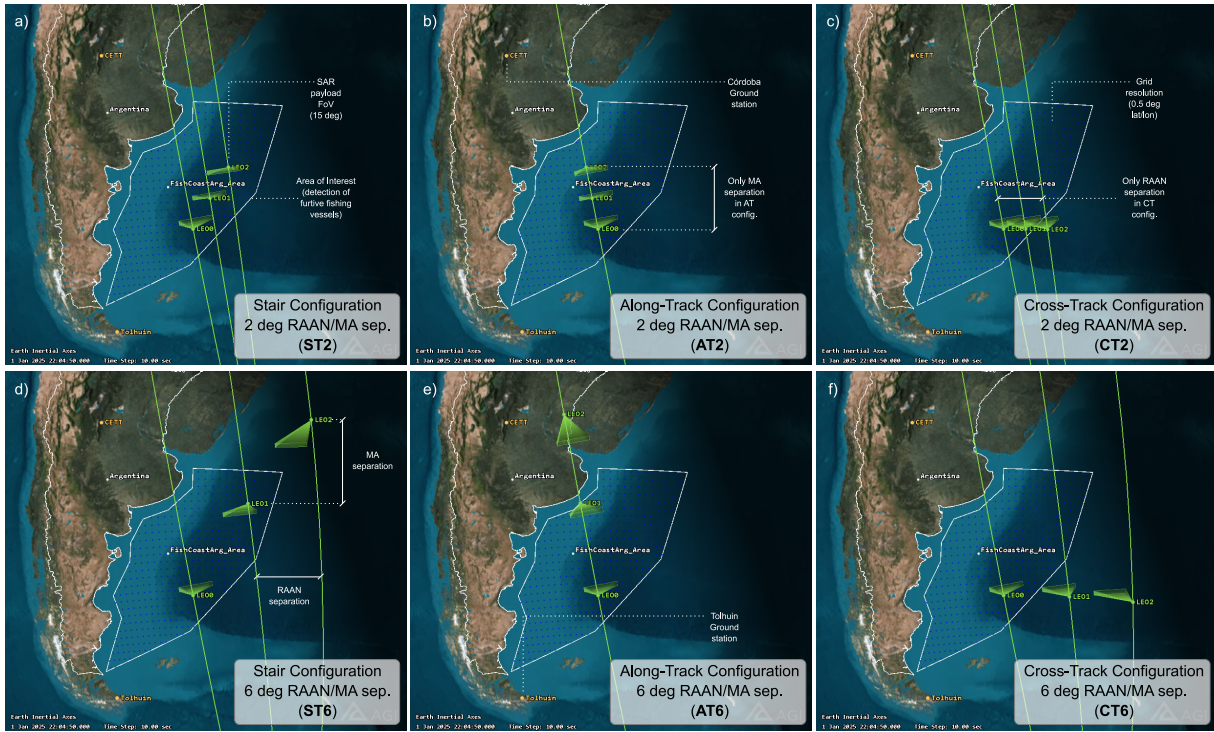 a)
CETT
Argentina
SAR
payload
FoV
(15 deg)
LEO2
FishCoastArg_Area
Area of Interest
(detection of
furtive fishing
vessels)
LEO1
LEO0
Tolhuin
Earth Inertial Axes
1 Jan 2025 22:04:50.000 Time Step: 10.00 sec
Stair Configuration
2 deg RAAN/MA sep.
(ST2)
b)
CETT
Córdoba
Ground
station
Argentina
LEO2
FishCoastArg_Area
Only MA
separation
in AT
config.
LEO1
LEO0
Tolhuin
Earth Inertial Axes
1 Jan 2025 22:04:50.000 Time Step: 10.00 sec
Along-Track Configuration
2 deg RAAN/MA sep.
(AT2)
c)
CETT
Grid
resolution
(0.5 deg
lat/lon)
Argentina
FishCoastArg_Area
Only RAAN
separation
in CT
config.
LEO0
LEO1
LEO2
Tolhuin
Earth Inertial Axes
1 Jan 2025 22:04:50.000 Time Step: 10.00 sec
Cross-Track Configuration
2 deg RAAN/MA sep.
(CT2)
d)
CETT
LEO2
MA
separation
Argentina
LEO1
FishCoastArg_Area
LEO0
RAAN
separation
Tolhuin
Earth Inertial Axes
1 Jan 2025 22:04:50.000 Time Step: 10.00 sec
Stair Configuration
6 deg RAAN/MA sep.
(ST6)
e)
LEO2
CETT
Argentina
LEO1
FishCoastArg_Area
LEO0
Tolhuin
Ground
station
Tolhuin
Earth Inertial Axes
1 Jan 2025 22:04:50.000 Time Step: 10.00 sec
Along-Track Configuration
6 deg RAAN/MA sep.
(AT6)
f)
CETT
Argentina
FishCoastArg_Area
LEO0
LEO1
LEO2
Tolhuin
Earth Inertial Axes
1 Jan 2025 22:04:50.000 Time Step: 10.00 sec
Cross-Track Configuration
6 deg RAAN/MA sep.
(CT6)